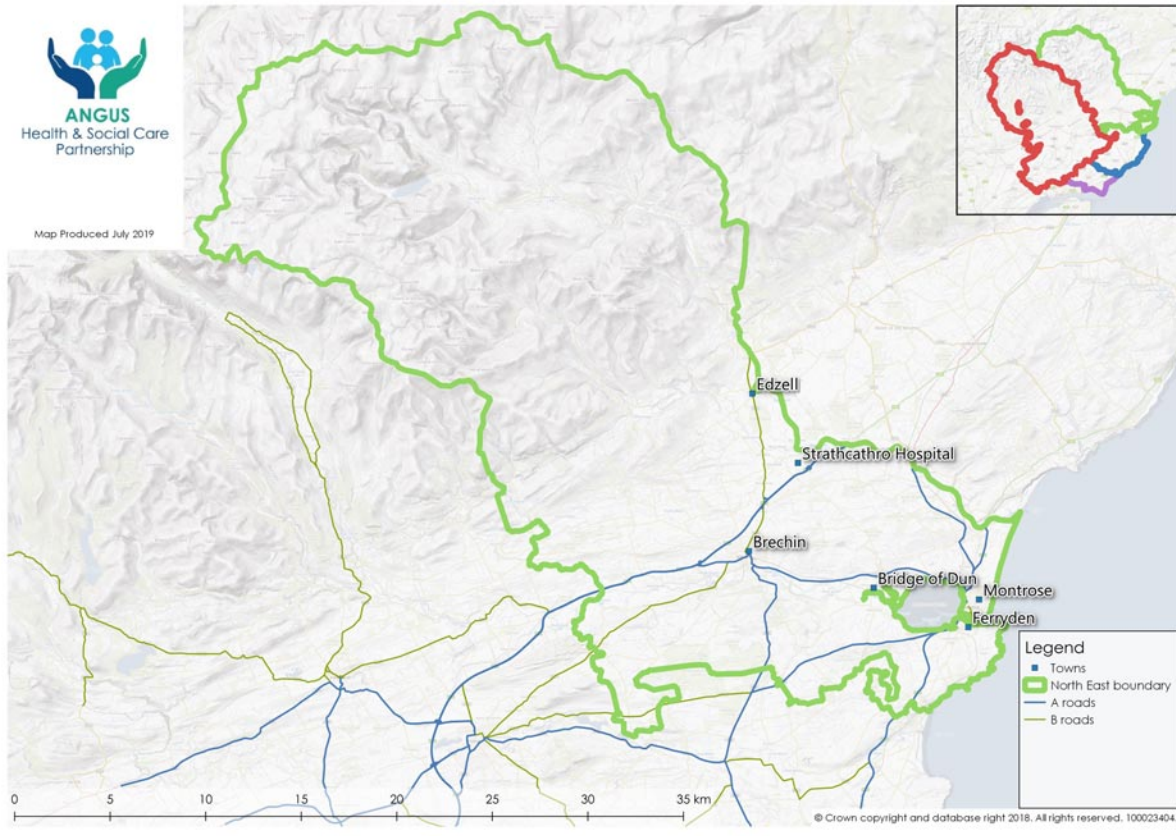 ANGUS
Health & Social Care
Partnership
Map Produced July 2019
Edzell
Strathcathro Hospital
Brechin
Bridge of Dun
Montrose
Ferryden
Legend
Towns
North East boundary
A roads
B roads
0 5 10 15 20 25 30 35 km
© Crown copyright and database right 2018. All rights reserved. 10002340